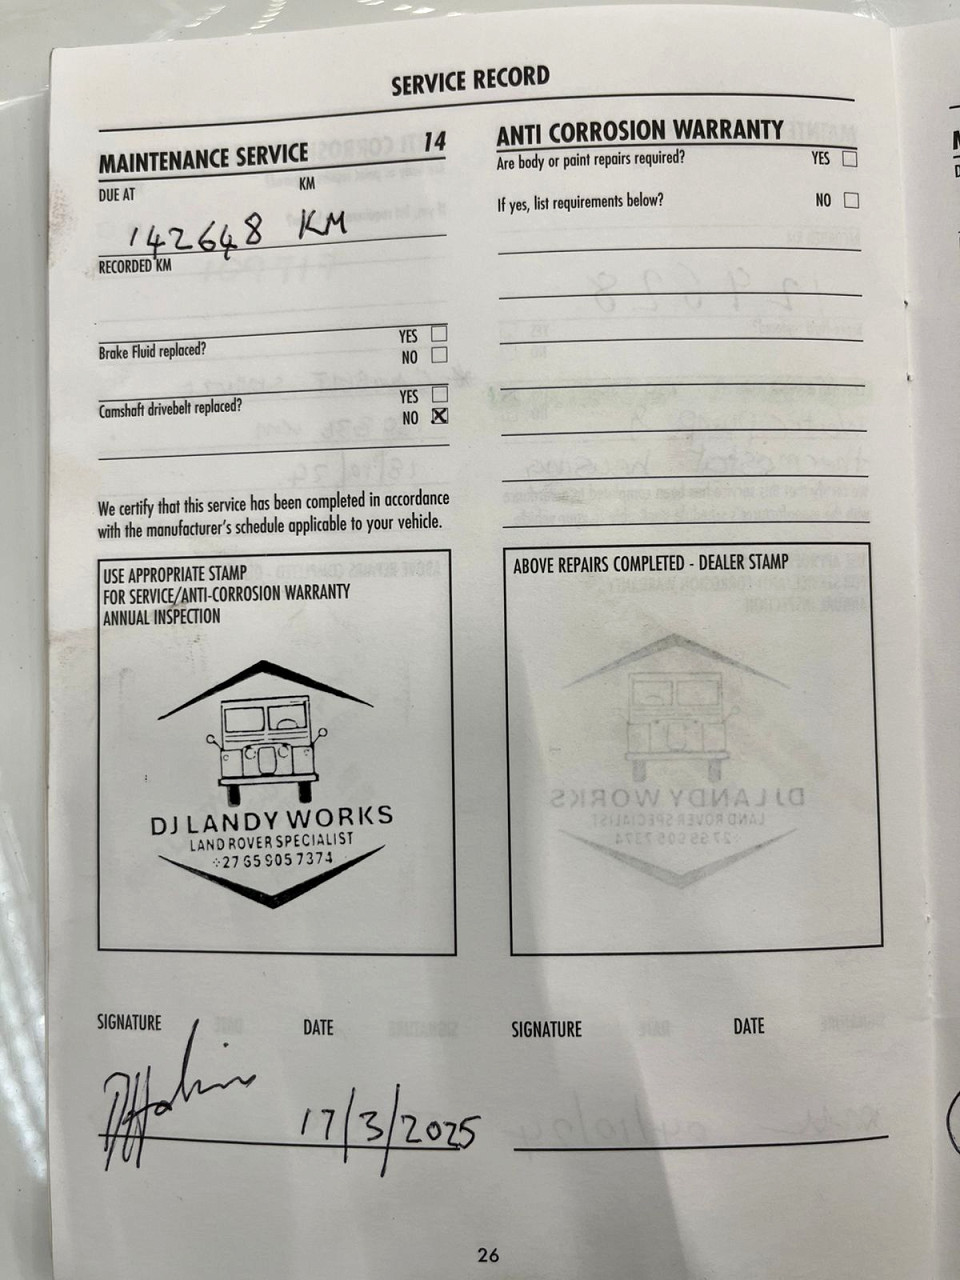 SERVICE RECORD
MAINTENANCE SERVICE 14
DUE AT KM
142648 KM
RECORDED KM
Brake Fluid replaced? YES
NO
Camshaft drivebelt replaced? YES
NO
We certify that this service has been completed in accordance
with the manufacturer's schedule applicable to your vehicle.
USE APPROPRIATE STAMP
FOR SERVICE/ANTI-CORROSION WARRANTY
ANNUAL INSPECTION
DJ LANDY WORKS
LAND ROVER SPECIALIST
+27 65 905 7374
SIGNATURE DATE
17/3/2025
ANTI CORROSION WARRANTY
Are body or paint repairs required? YES
If yes, list requirements below? NO
ABOVE REPAIRS COMPLETED - DEALER STAMP
SIGNATURE DATE
26